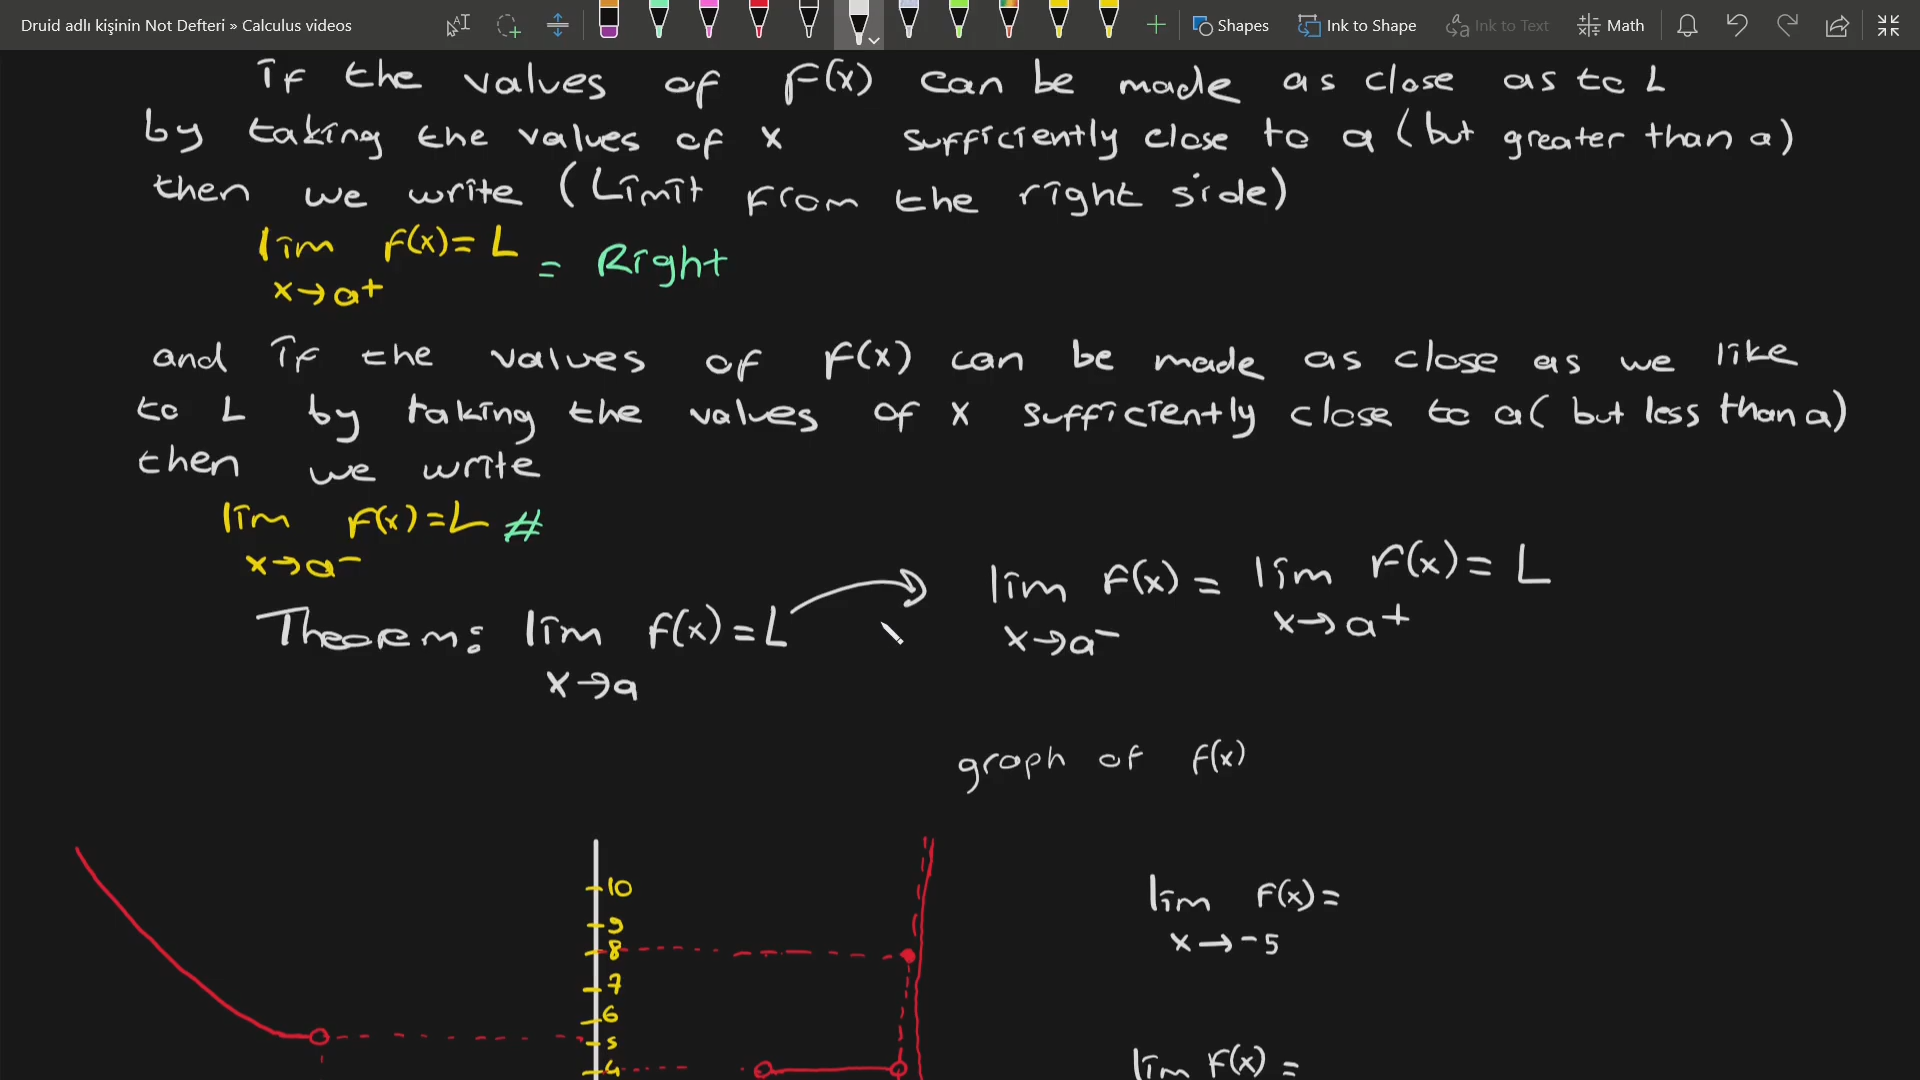 Druid adlı kişinin Not Defteri » Calculus videos
Shapes
Ink to Shape
Ink to Text
Math
if the values of f(x) can be made as close as to L
by taking the values of x sufficiently close to a (but greater than a)
then we write (Limit from the right side)
lim f(x) = L = Right
x→a⁺
and if the values of f(x) can be made as close as we like
to L by taking the values of x sufficiently close to a( but less than a)
then we write
lim f(x) = L #
x→a⁻
Theorem: lim f(x) = L
x→a
lim f(x) = lim f(x) = L
x→a⁻ x→a⁺
graph of f(x)
10
9
8
7
6
5
4
lim f(x) =
x→-5
lim f(x) =